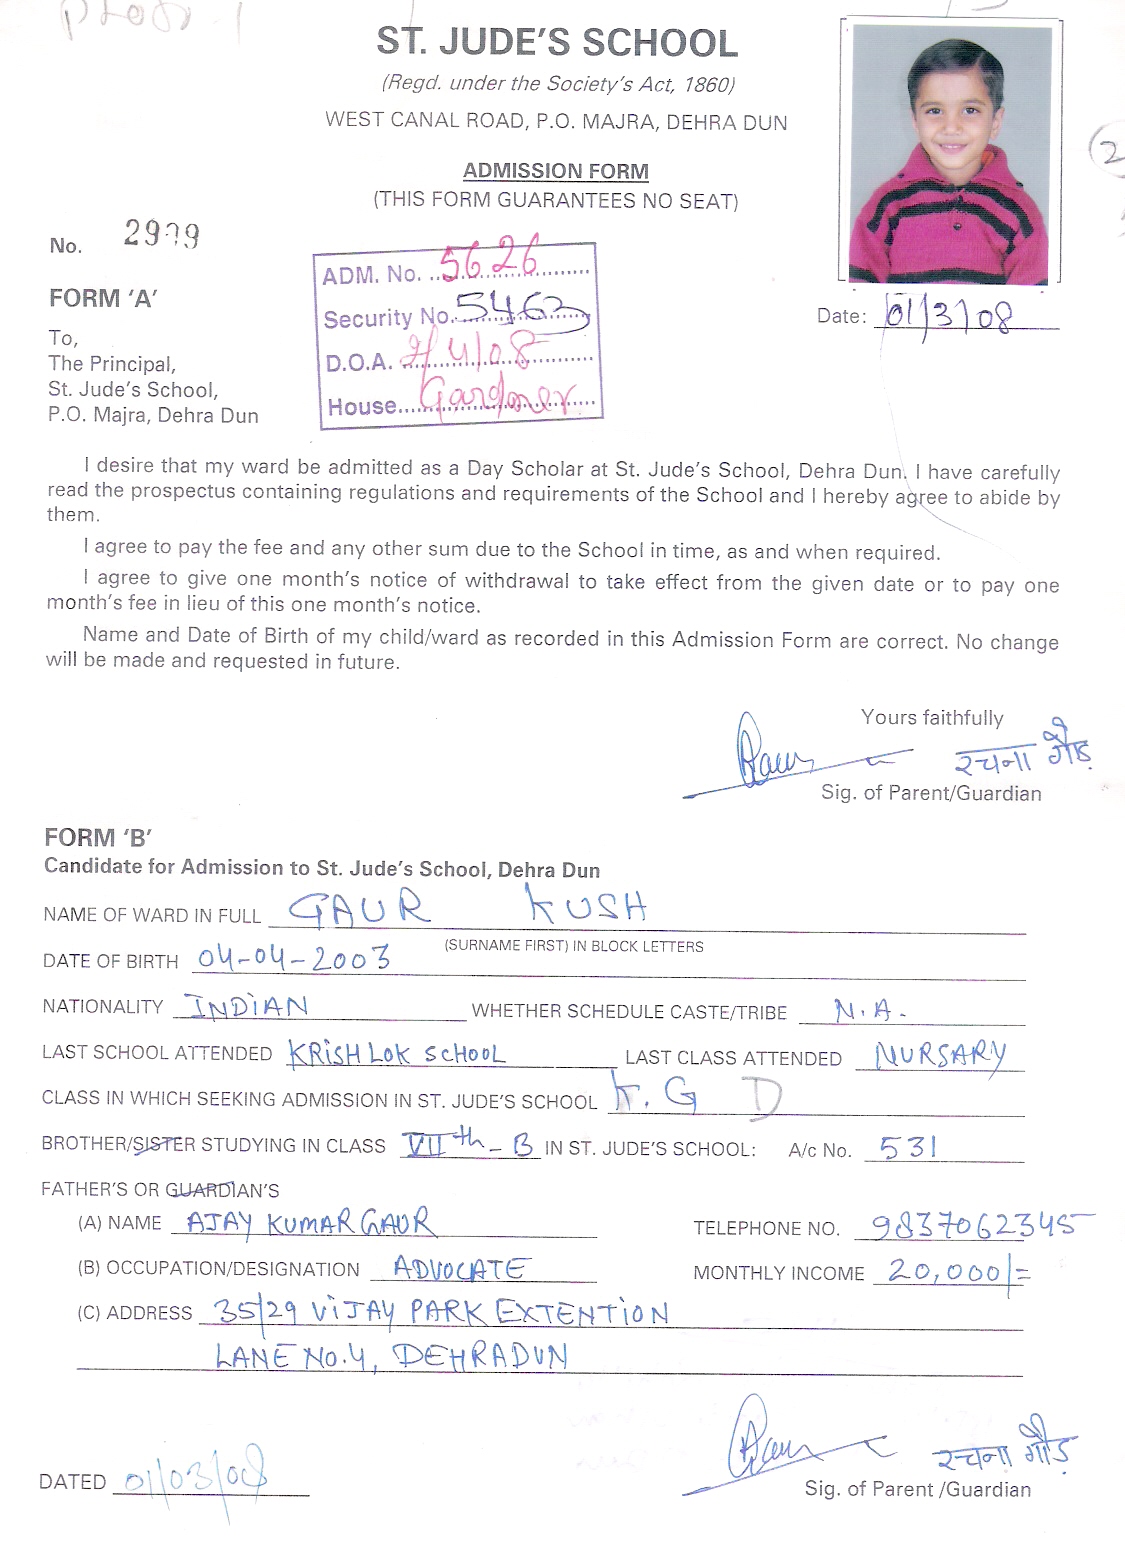 ST. JUDE'S SCHOOL
(Regd. under the Society's Act, 1860)
WEST CANAL ROAD, P.O. MAJRA, DEHRA DUN
ADMISSION FORM
(THIS FORM GUARANTEES NO SEAT)
No. 2999
ADM. No. 5626
Security No. 5463
D.O.A. 2/4/08
House Gardner
Date: 01/3/08
FORM 'A'
To,
The Principal,
St. Jude's School,
P.O. Majra, Dehra Dun
I desire that my ward be admitted as a Day Scholar at St. Jude's School, Dehra Dun. I have carefully
read the prospectus containing regulations and requirements of the School and I hereby agree to abide by
them.
I agree to pay the fee and any other sum due to the School in time, as and when required.
I agree to give one month's notice of withdrawal to take effect from the given date or to pay one
month's fee in lieu of this one month's notice.
Name and Date of Birth of my child/ward as recorded in this Admission Form are correct. No change
will be made and requested in future.
Yours faithfully
रचना गौड़
Sig. of Parent/Guardian
FORM 'B'
Candidate for Admission to St. Jude's School, Dehra Dun
NAME OF WARD IN FULL GAUR KUSH
(SURNAME FIRST) IN BLOCK LETTERS
DATE OF BIRTH 04-04-2003
NATIONALITY INDIAN WHETHER SCHEDULE CASTE/TRIBE N.A.
LAST SCHOOL ATTENDED KRISHLOK SCHOOL LAST CLASS ATTENDED NURSARY
CLASS IN WHICH SEEKING ADMISSION IN ST. JUDE'S SCHOOL K.G D
BROTHER/SISTER STUDYING IN CLASS VIIth-B IN ST. JUDE'S SCHOOL: A/c No. 531
FATHER'S OR GUARDIAN'S
(A) NAME AJAY KUMAR GAUR TELEPHONE NO. 9837062345
(B) OCCUPATION/DESIGNATION ADVOCATE MONTHLY INCOME 20,000/=
(C) ADDRESS 35/29 VIJAY PARK EXTENTION
LANE NO.4, DEHRADUN
रचना गौड़
DATED 01/03/08
Sig. of Parent /Guardian